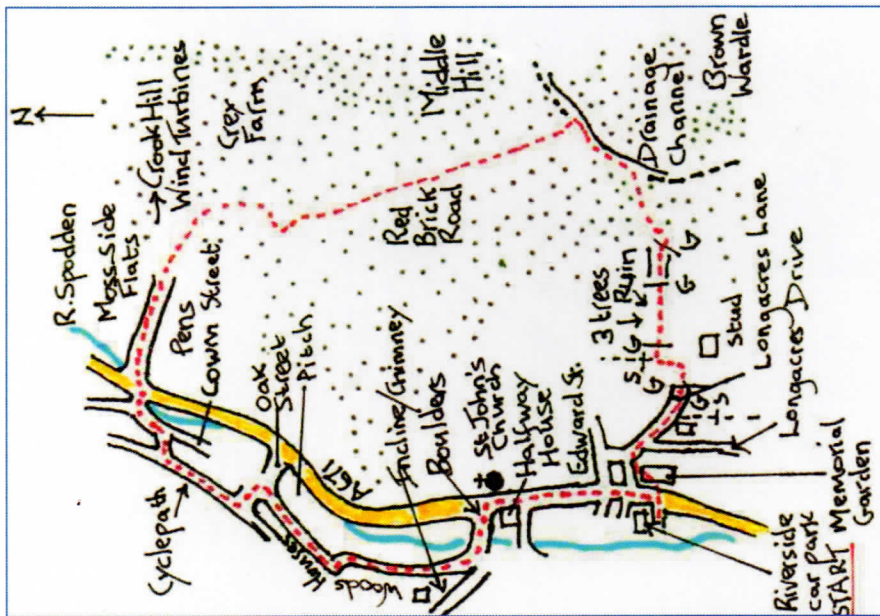 N
R. Spodden
Moss-Side
Flats
Crook Hill
Wind Turbines
Crex
Farm
Pens
Cowm Street
Cyclepath
Oak
Street
Pitch
Houses
Woods
A671
Incline/Chimney
Boulders
St John's
Church
Halfway
House
Edward St.
Red
Brick
Road
Middle
Hill
3 trees
Ruin
G
G
G
S
G
G
S
Stud
Drainage
Channel
Brown
Wardle
Longacres Lane
Longacres Drive
Riverside
car park
START
Memorial
Garden